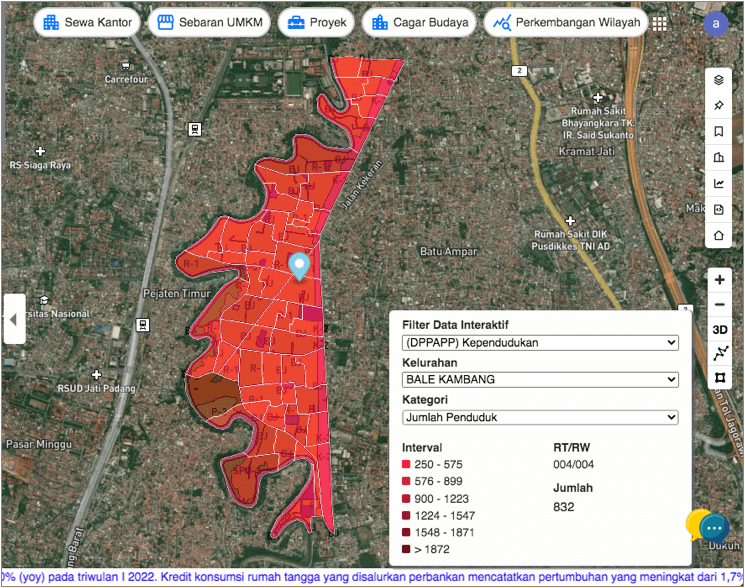 Sewa Kantor
Sebaran UMKM
Proyek
Cagar Budaya
Perkembangan Wilayah
a
Carrefour
2
Rumah Sakit
Bhayangkara TK.
IR. Said Sukanto
Kramat Jati
RS Siaga Raya
Jalan Kekeran
Rumah Sakit DIK
Pusdikkes TNI AD
Batu Ampar
R-1
Pejaten Timur
sitas Nasional
RSUD Jati Padang
Pasar Minggu
3D
Filter Data Interaktif
(DPPAPP) Kependudukan
Kelurahan
BALE KAMBANG
Kategori
Jumlah Penduduk
Interval
250 - 575
576 - 899
900 - 1223
1224 - 1547
1548 - 1871
> 1872
RT/RW
004/004
Jumlah
832
Dukuh,
0% (yoy) pada triwulan I 2022. Kredit konsumsi rumah tangga yang disalurkan perbankan mencatatkan pertumbuhan yang meningkat dari 1,7%